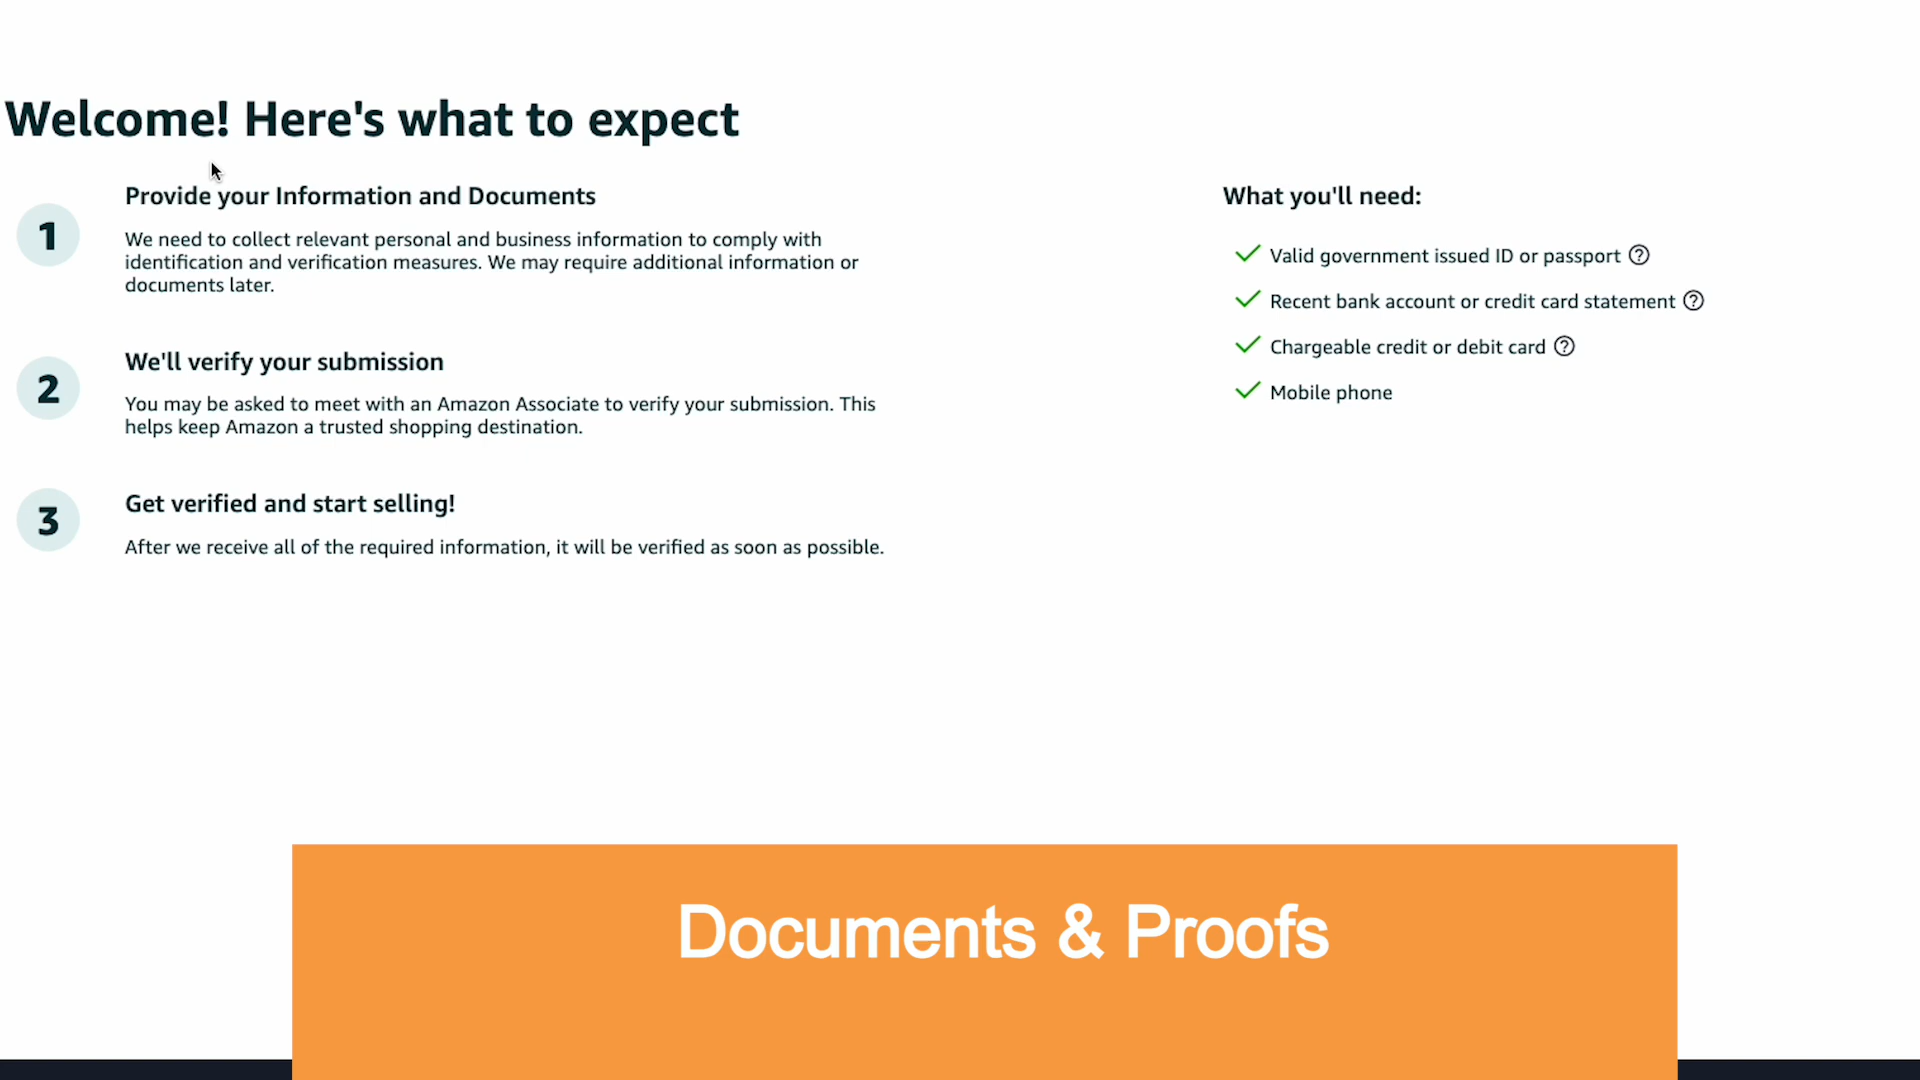 Welcome! Here's what to expect
1
Provide your Information and Documents
We need to collect relevant personal and business information to comply with
identification and verification measures. We may require additional information or
documents later.
2
We'll verify your submission
You may be asked to meet with an Amazon Associate to verify your submission. This
helps keep Amazon a trusted shopping destination.
3
Get verified and start selling!
After we receive all of the required information, it will be verified as soon as possible.
What you'll need:
Valid government issued ID or passport ?
Recent bank account or credit card statement ?
Chargeable credit or debit card ?
Mobile phone
Documents & Proofs